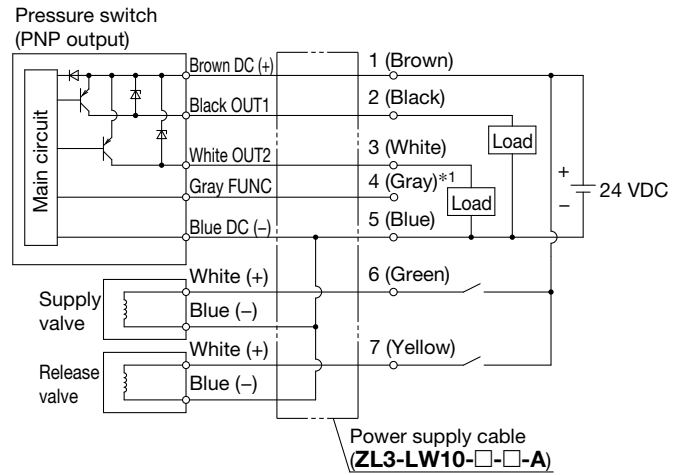 Pressure switch
(PNP output)
Main circuit
Brown DC (+)
Black OUT1
White OUT2
Gray FUNC
Blue DC (−)
1 (Brown)
2 (Black)
Load
3 (White)
4 (Gray)*1
Load
5 (Blue)
+
−
24 VDC
Supply
valve
White (+)
Blue (−)
6 (Green)
Release
valve
White (+)
Blue (−)
7 (Yellow)
Power supply cable
(ZL3-LW10-□-□-A)